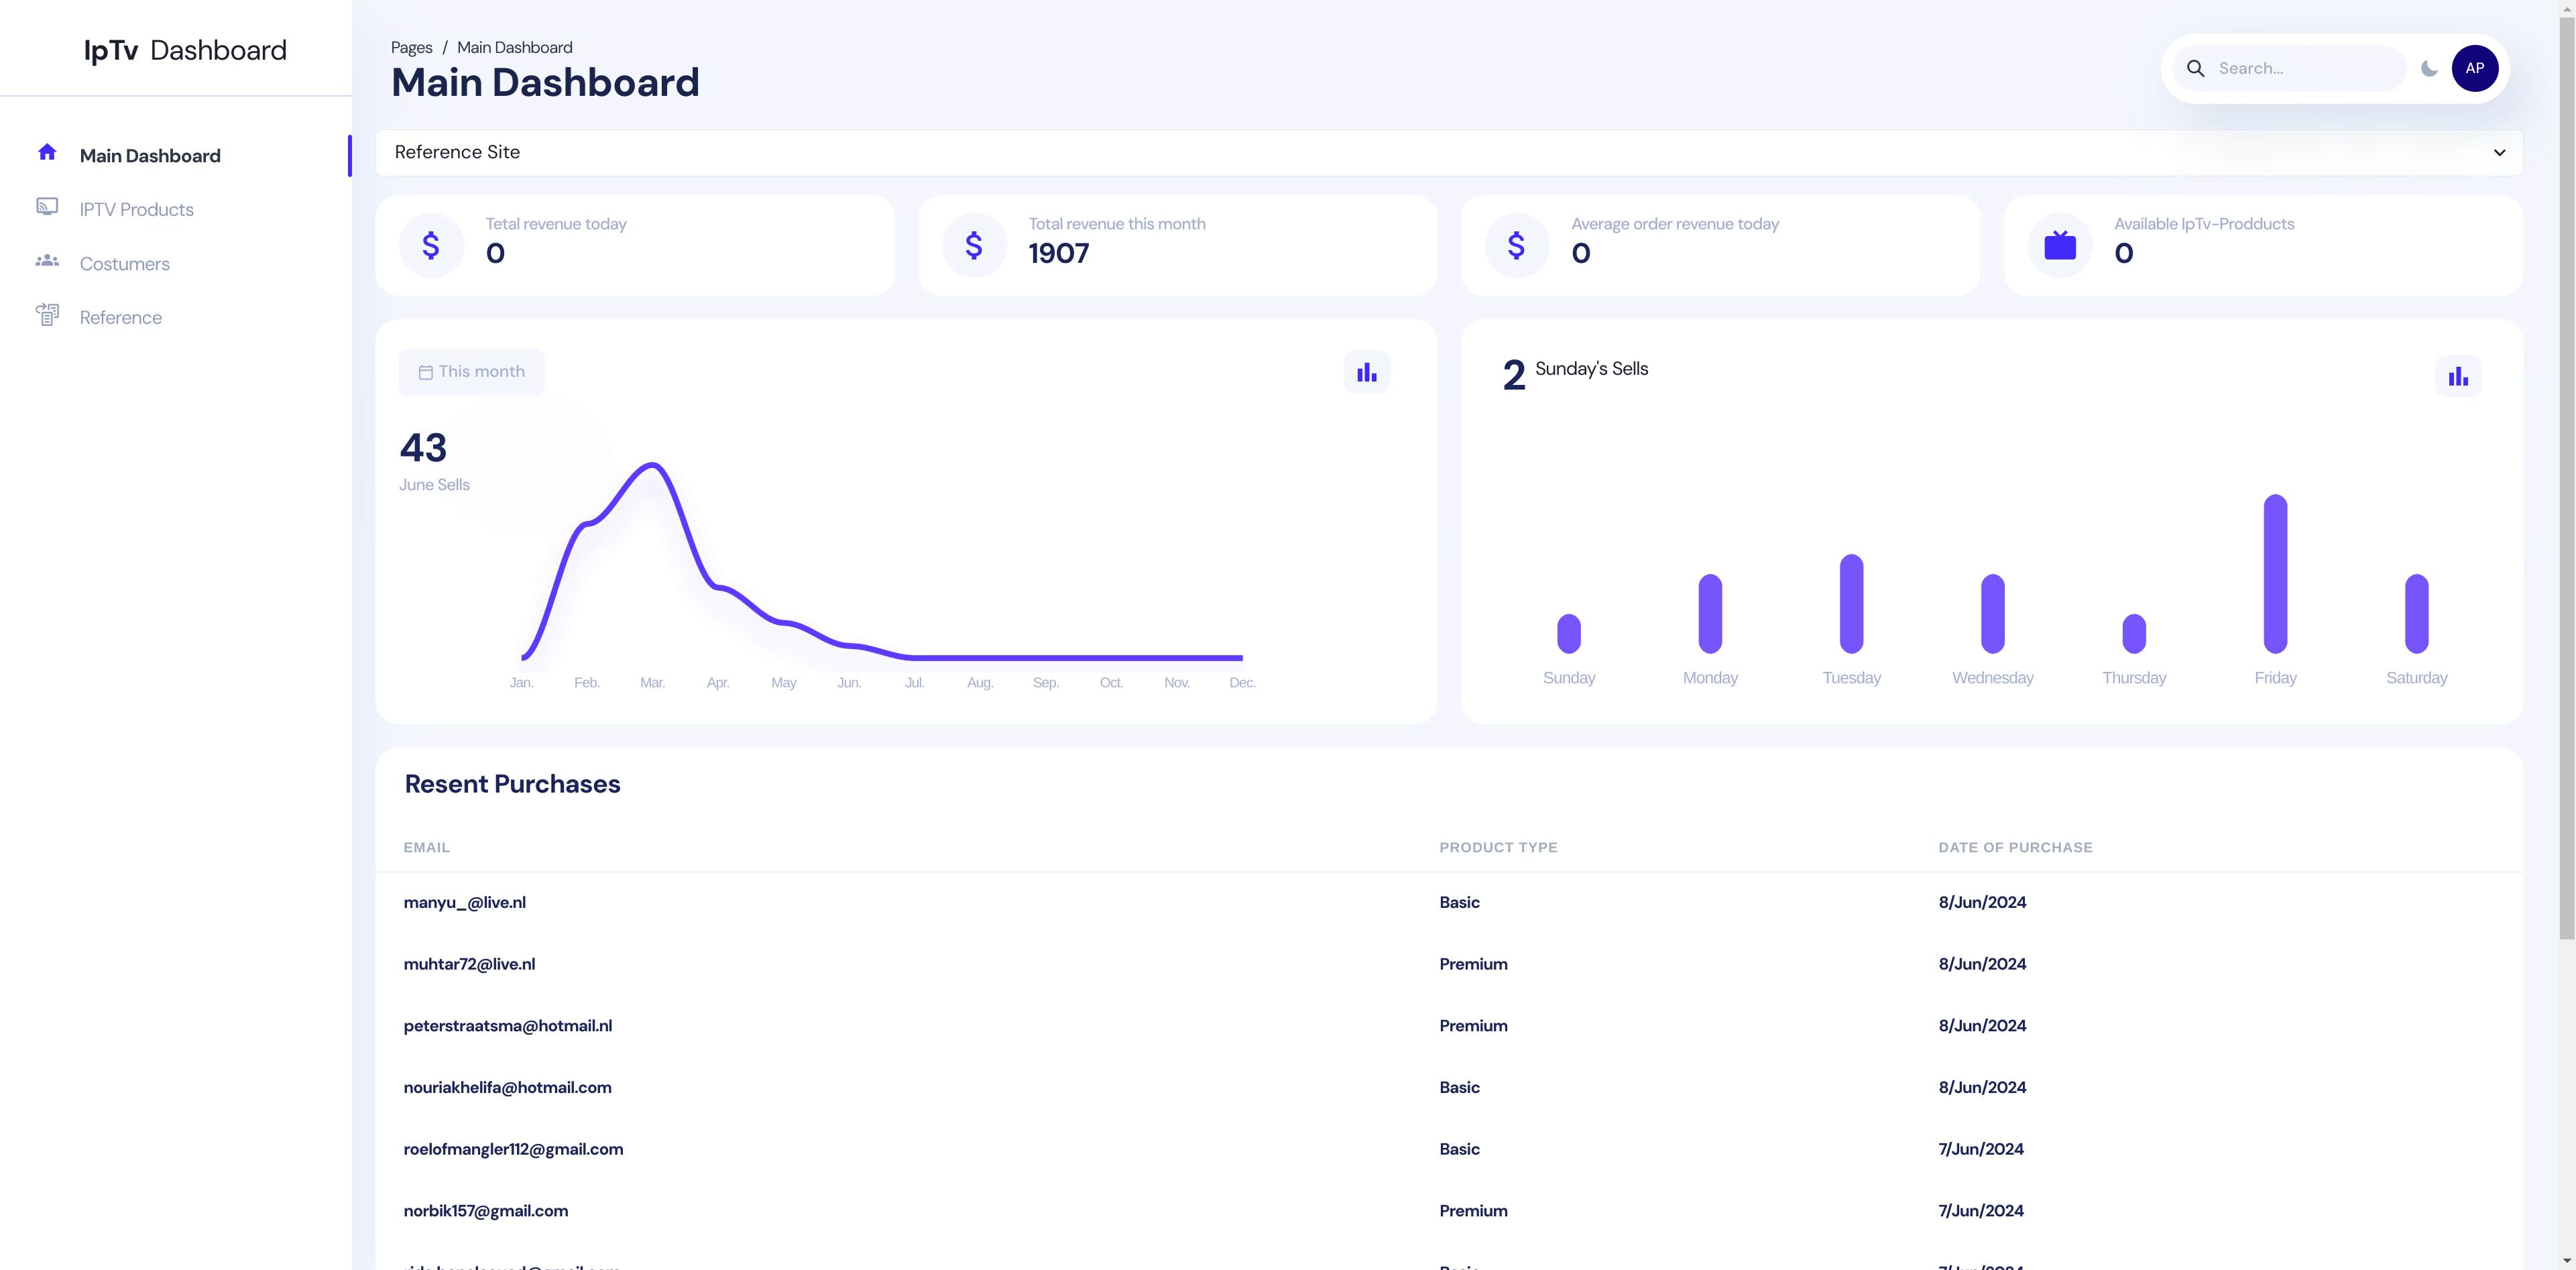 IpTv Dashboard
Main Dashboard
IPTV Products
Costumers
Reference
Pages / Main Dashboard
Main Dashboard
Search...
AP
Reference Site
Tetal revenue today
0
Total revenue this month
1907
Average order revenue today
0
Available IpTv-Prodducts
0
This month
43
June Sells
Jan. Feb. Mar. Apr. May Jun. Jul. Aug. Sep. Oct. Nov. Dec.
2 Sunday's Sells
Sunday Monday Tuesday Wednesday Thursday Friday Saturday
Resent Purchases
EMAIL PRODUCT TYPE DATE OF PURCHASE
manyu_@live.nl Basic 8/Jun/2024
muhtar72@live.nl Premium 8/Jun/2024
peterstraatsma@hotmail.nl Premium 8/Jun/2024
nouriakhelifa@hotmail.com Basic 8/Jun/2024
roelofmangler112@gmail.com Basic 7/Jun/2024
norbik157@gmail.com Premium 7/Jun/2024